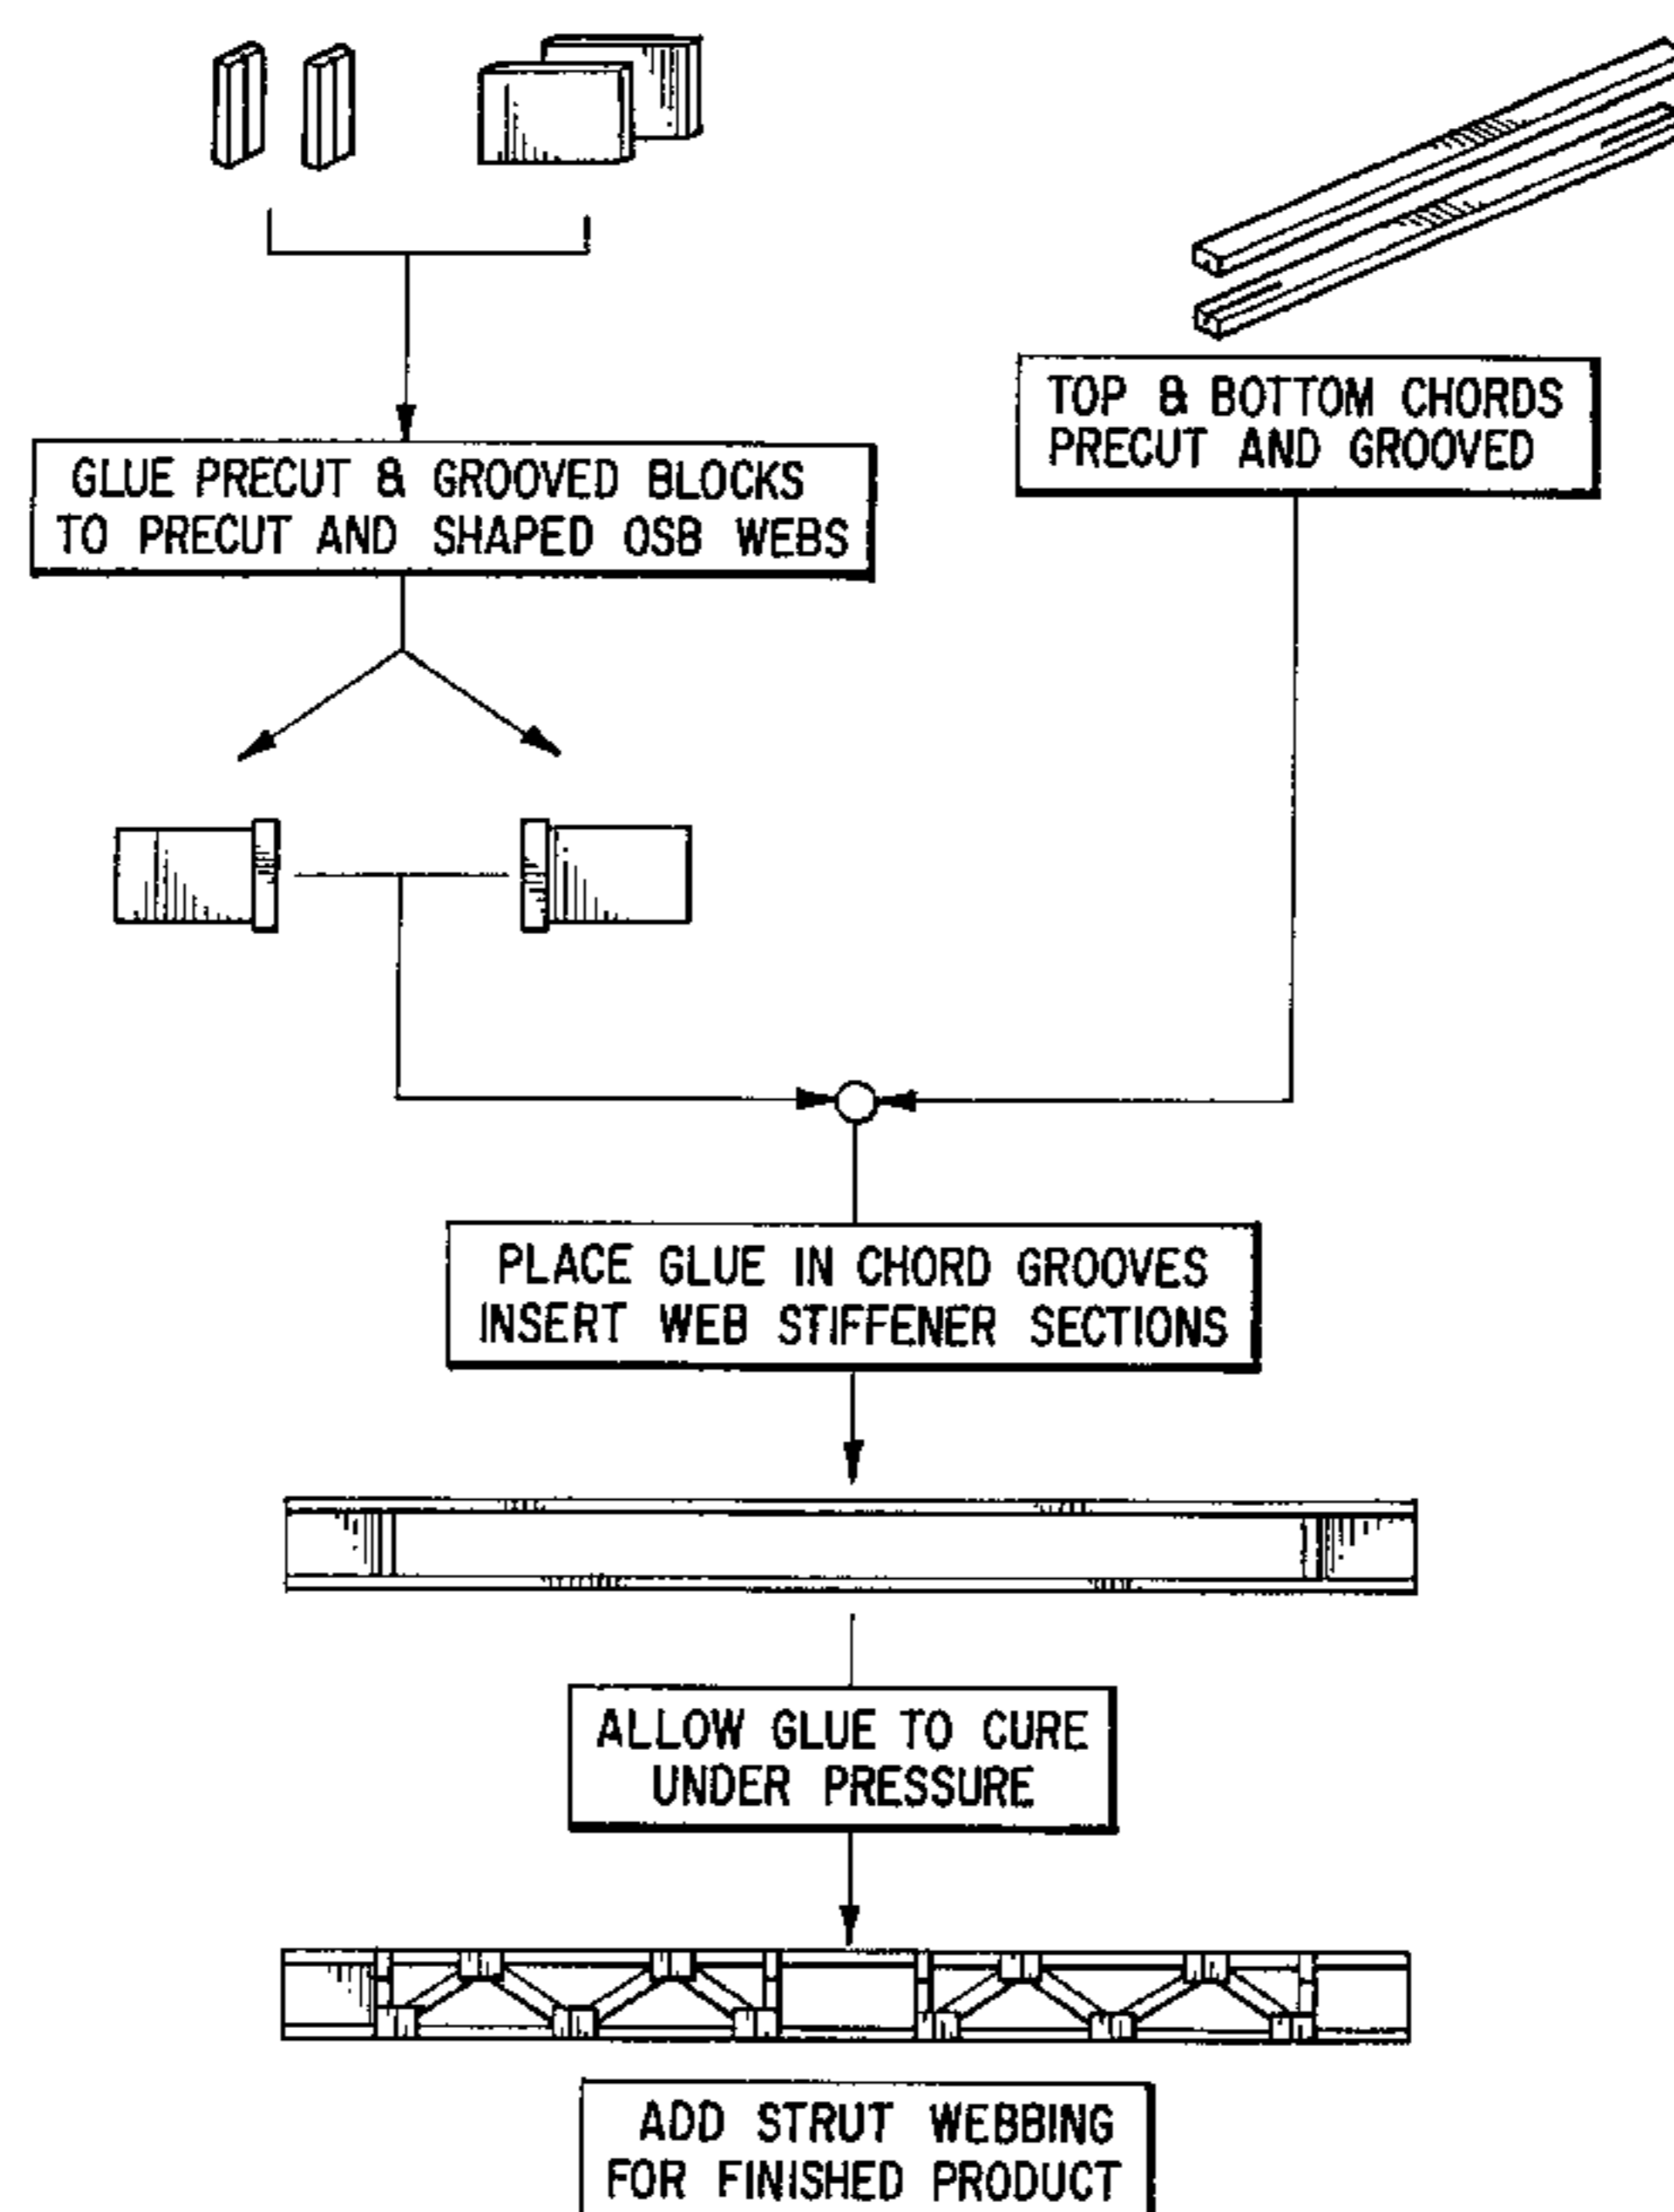 TOP & BOTTOM CHORDS
PRECUT AND GROOVED
GLUE PRECUT & GROOVED BLOCKS
TO PRECUT AND SHAPED OSB WEBS
PLACE GLUE IN CHORD GROOVES
INSERT WEB STIFFENER SECTIONS
ALLOW GLUE TO CURE
UNDER PRESSURE
ADD STRUT WEBBING
FOR FINISHED PRODUCT